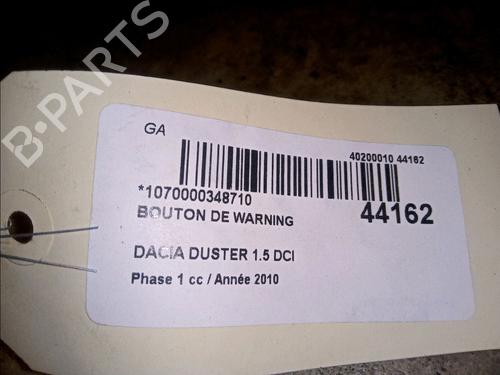 B-PARTS
GA
40200010 44162
*1070000348710
BOUTON DE WARNING
44162
DACIA DUSTER 1.5 DCI
Phase 1 cc / Année 2010